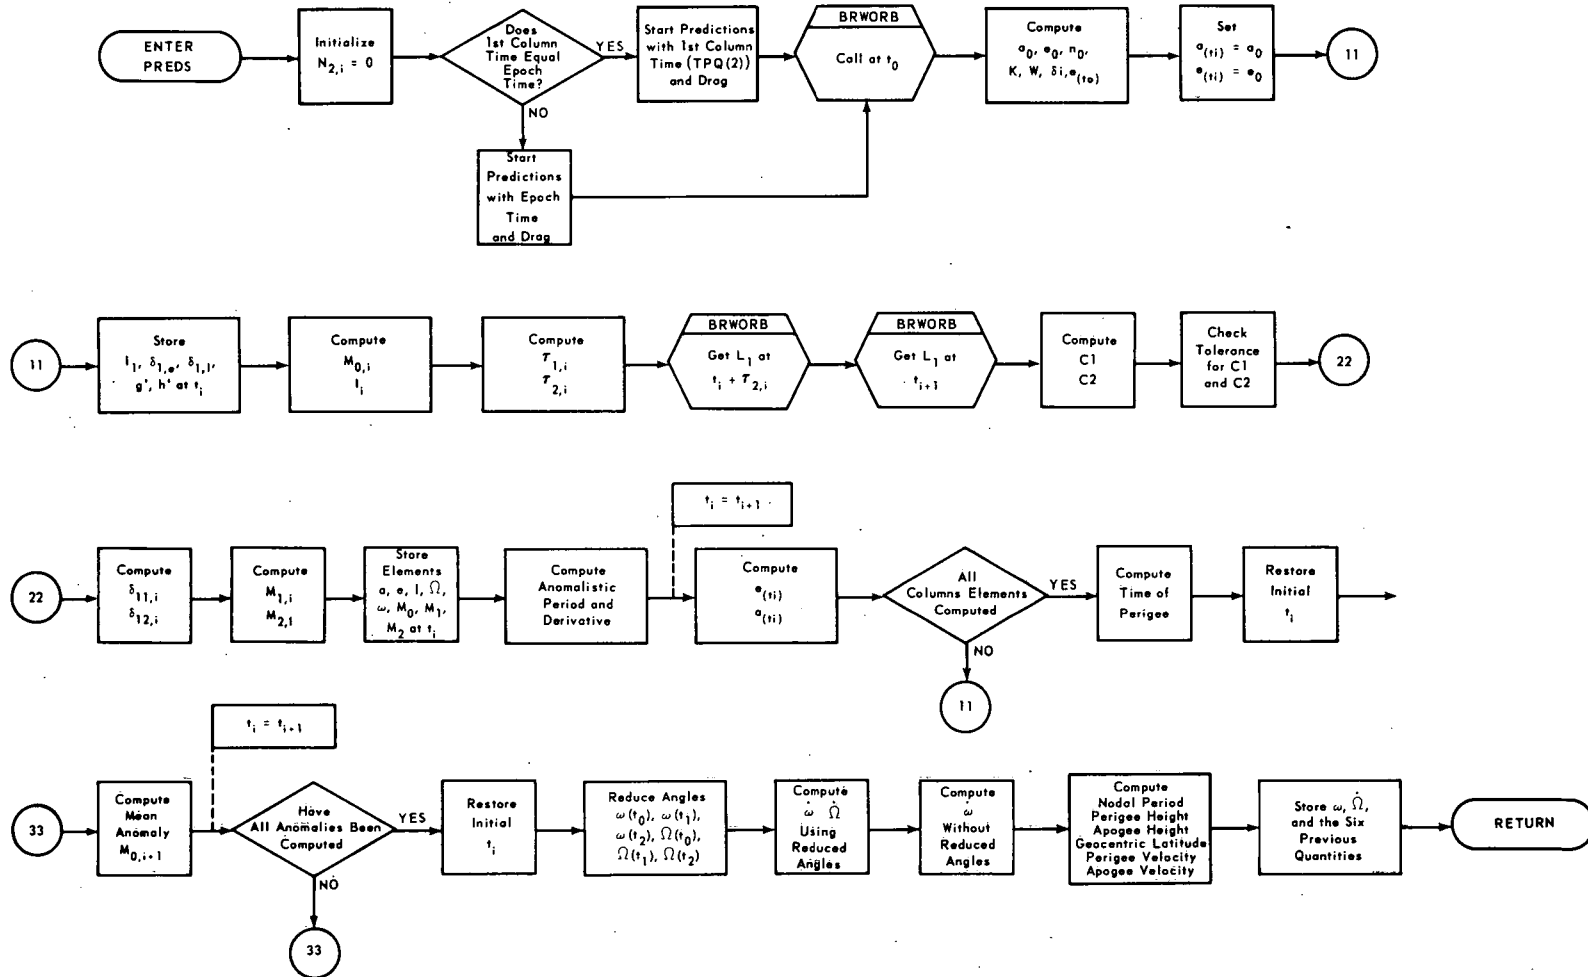 ENTER
PREDS
Initialize
N2,i = 0
Does
1st Column
Time Equal
Epoch
Time?
YES
NO
Start Predictions
with 1st Column
Time (TPQ(2))
and Drag
Start
Predictions
with Epoch
Time
and Drag
BRWORB
Call at t0
Compute
a0, e0, n0,
K, W, δi, e(to)
Set
a(ti) = a0
e(ti) = e0
11
11
Store
I1, δ1,e, δ1,I,
g', h' at ti
Compute
M0,i
Ii
Compute
τ1,i
τ2,i
BRWORB
Get L1 at
ti + τ2,i
BRWORB
Get L1 at
ti+1
Compute
C1
C2
Check
Tolerance
for C1
and C2
22
22
Compute
δ11,i
δ12,i
Compute
M1,i
M2,i
Store
Elements
a, e, I, Ω,
ω, M0, M1,
M2 at ti
Compute
Anomalistic
Period and
Derivative
ti = ti+1
Compute
e(ti)
a(ti)
All
Columns Elements
Computed
YES
NO
11
Compute
Time of
Perigee
Restore
Initial
ti
33
Compute
Mean
Anomaly
M0,i+1
ti = ti+1
Have
All Anomalies Been
Computed
YES
NO
33
Restore
Initial
ti
Reduce Angles
ω(t0), ω(t1),
ω(t2), Ω(t0),
Ω(t1), Ω(t2)
Compute
ω̇ Ω̇
Using
Reduced
Angles
Compute
ω̇
Without
Reduced
Angles
Compute
Nodal Period
Perigee Height
Apogee Height
Geocentric Latitude
Perigee Velocity
Apogee Velocity
Store ω, Ω̇,
and the Six
Previous
Quantities
RETURN